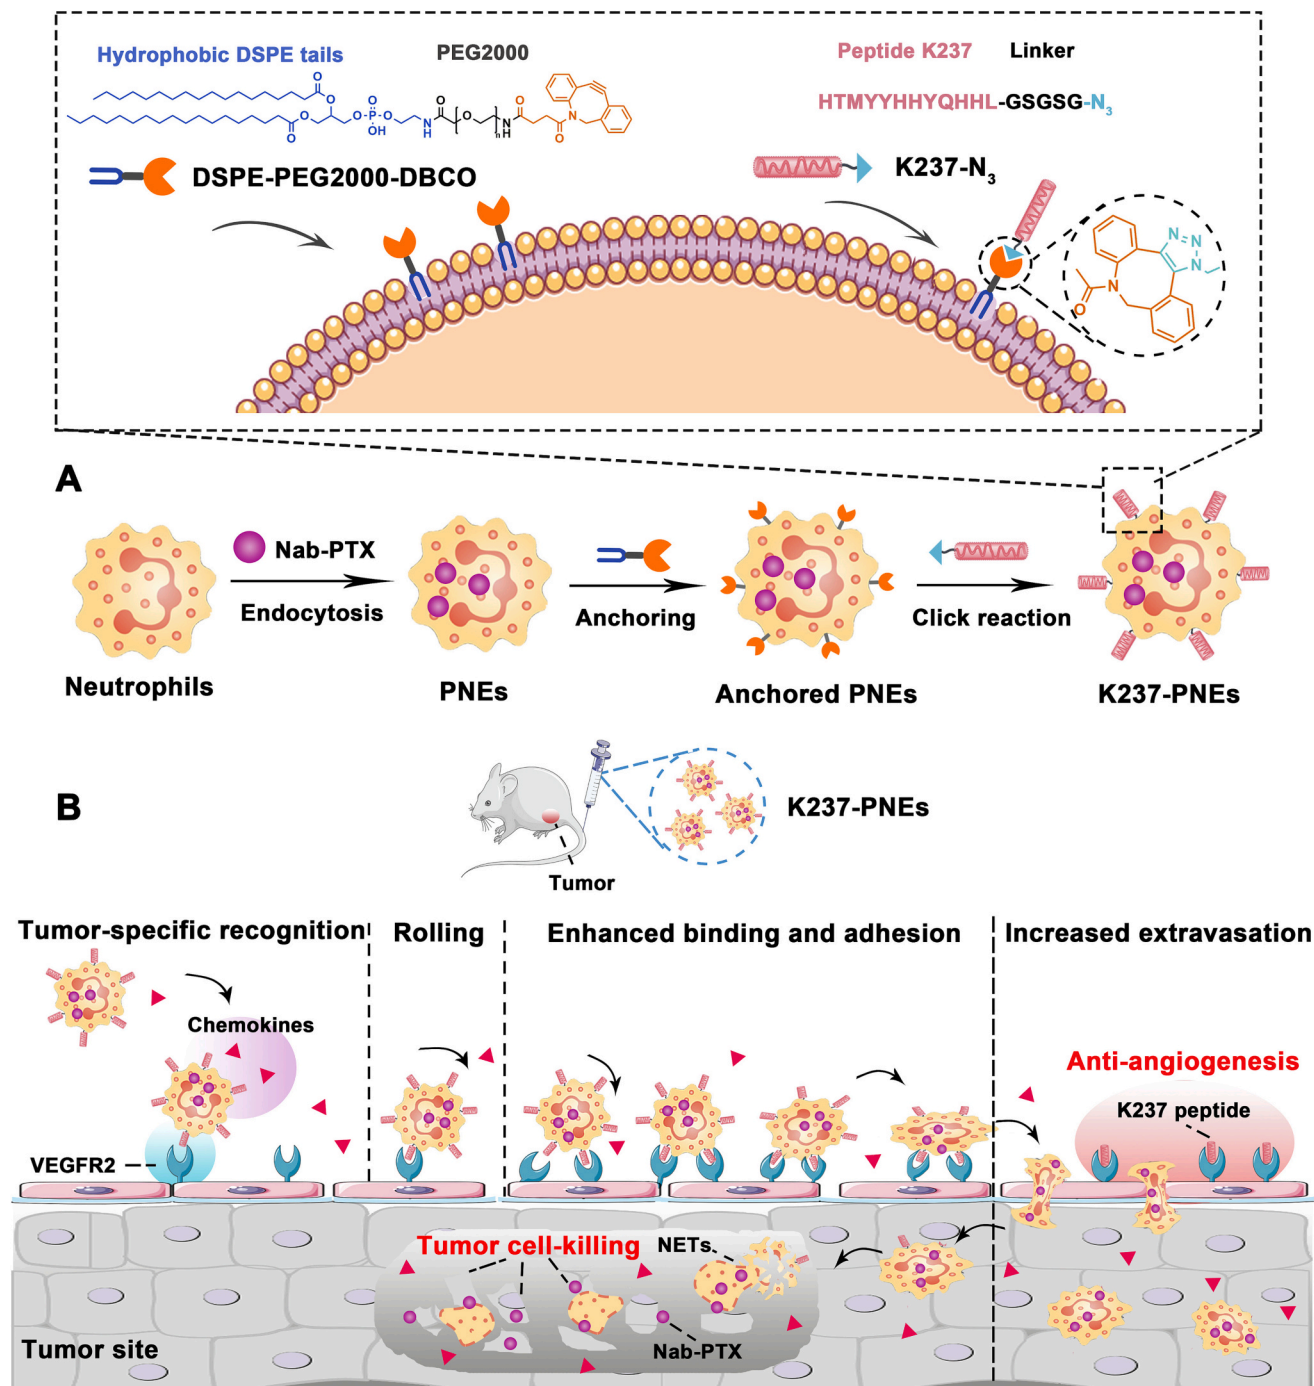 Hydrophobic DSPE tails
PEG2000
Peptide K237 Linker
HTMYYHHYQHHL-GSGSG-N3
O
O
O
O
O
O
P
O
OH
N
H
O
O
n
N
H
O
O
N
DSPE-PEG2000-DBCO
K237-N3
N
N
N
N
O
A
Nab-PTX
Endocytosis
Anchoring
Click reaction
Neutrophils
PNEs
Anchored PNEs
K237-PNEs
B
K237-PNEs
Tumor
Tumor-specific recognition
Rolling
Enhanced binding and adhesion
Increased extravasation
Chemokines
Anti-angiogenesis
K237 peptide
VEGFR2
Tumor cell-killing
NETs
Nab-PTX
Tumor site